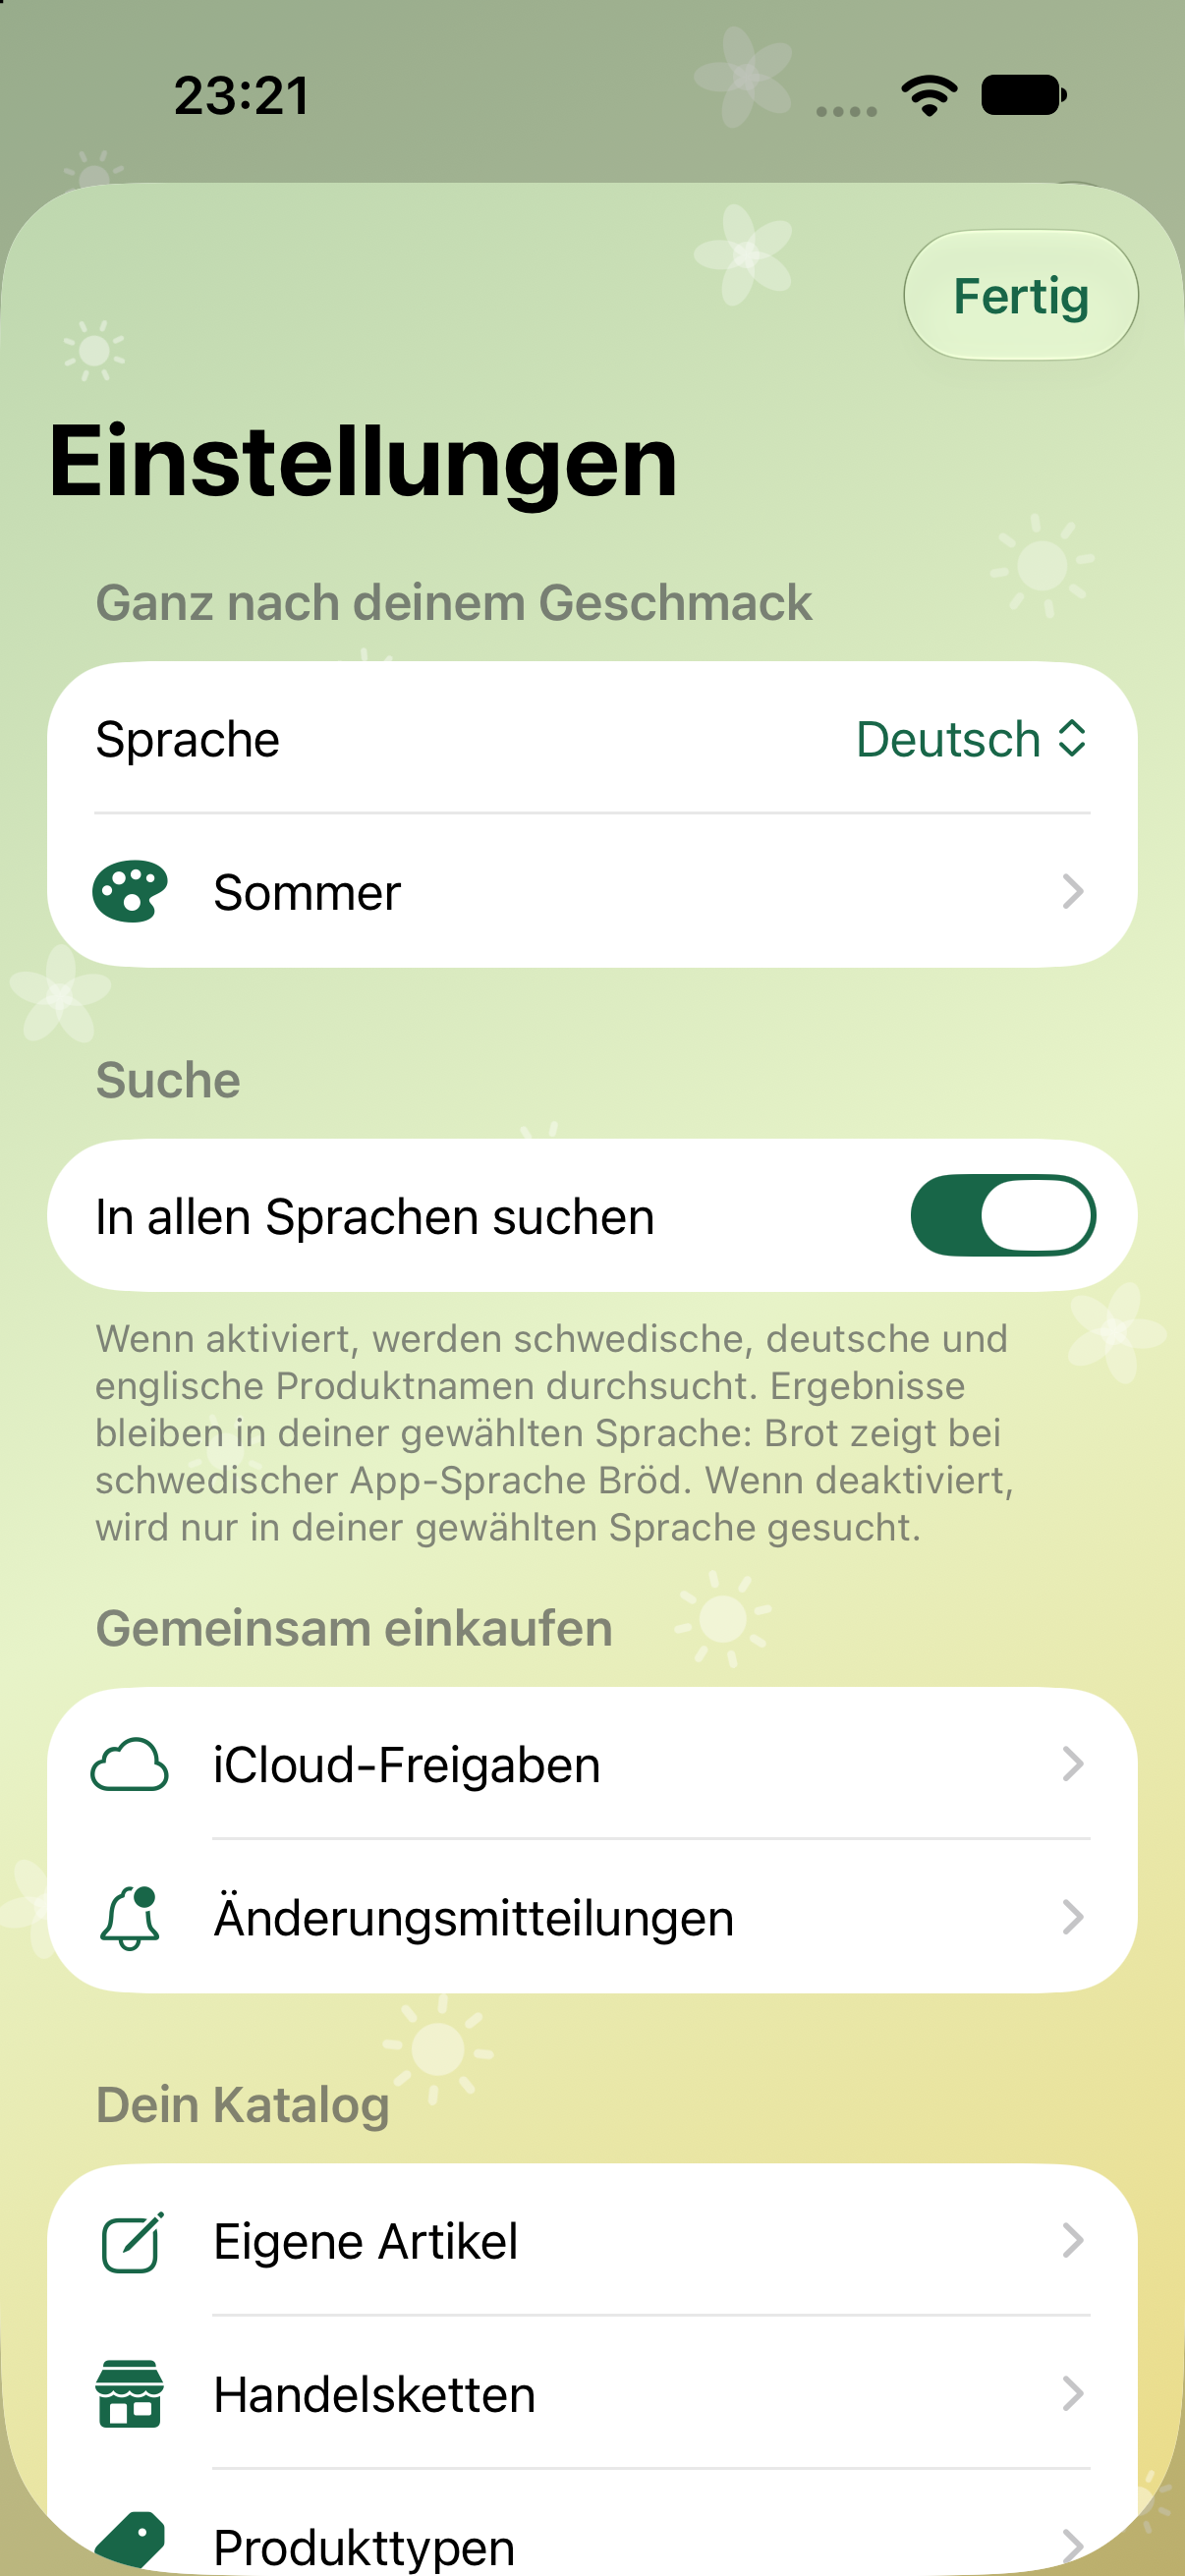 23:21
Fertig
Einstellungen
Ganz nach deinem Geschmack
Sprache
Deutsch
Sommer
Suche
In allen Sprachen suchen
Wenn aktiviert, werden schwedische, deutsche und
englische Produktnamen durchsucht. Ergebnisse
bleiben in deiner gewählten Sprache: Brot zeigt bei
schwedischer App-Sprache Bröd. Wenn deaktiviert,
wird nur in deiner gewählten Sprache gesucht.
Gemeinsam einkaufen
iCloud-Freigaben
Änderungsmitteilungen
Dein Katalog
Eigene Artikel
Handelsketten
Produkttypen